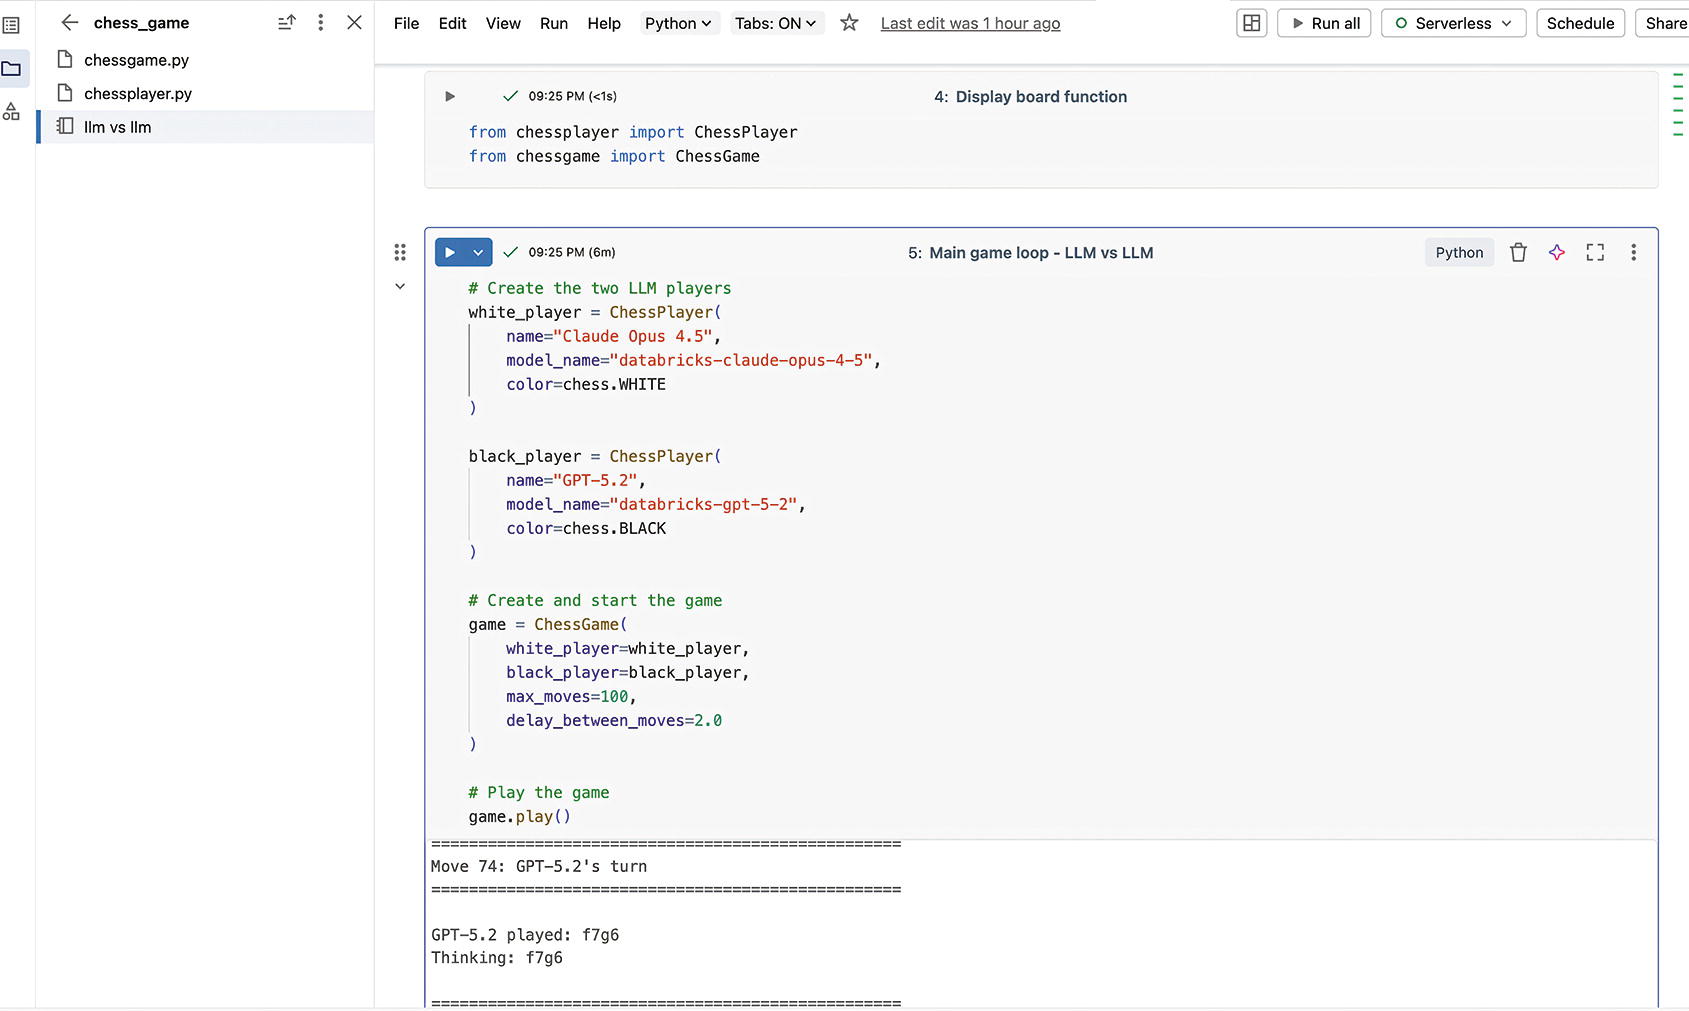 chess_game
chessgame.py
chessplayer.py
llm vs llm
File Edit View Run Help Python Tabs: ON Last edit was 1 hour ago Run all Serverless Schedule Share
09:25 PM (<1s) 4: Display board function
from chessplayer import ChessPlayer
from chessgame import ChessGame
09:25 PM (6m) 5: Main game loop - LLM vs LLM Python
# Create the two LLM players
white_player = ChessPlayer(
name="Claude Opus 4.5",
model_name="databricks-claude-opus-4-5",
color=chess.WHITE
)
black_player = ChessPlayer(
name="GPT-5.2",
model_name="databricks-gpt-5-2",
color=chess.BLACK
)
# Create and start the game
game = ChessGame(
white_player=white_player,
black_player=black_player,
max_moves=100,
delay_between_moves=2.0
)
# Play the game
game.play()
==================================================
Move 74: GPT-5.2's turn
==================================================
GPT-5.2 played: f7g6
Thinking: f7g6
==================================================